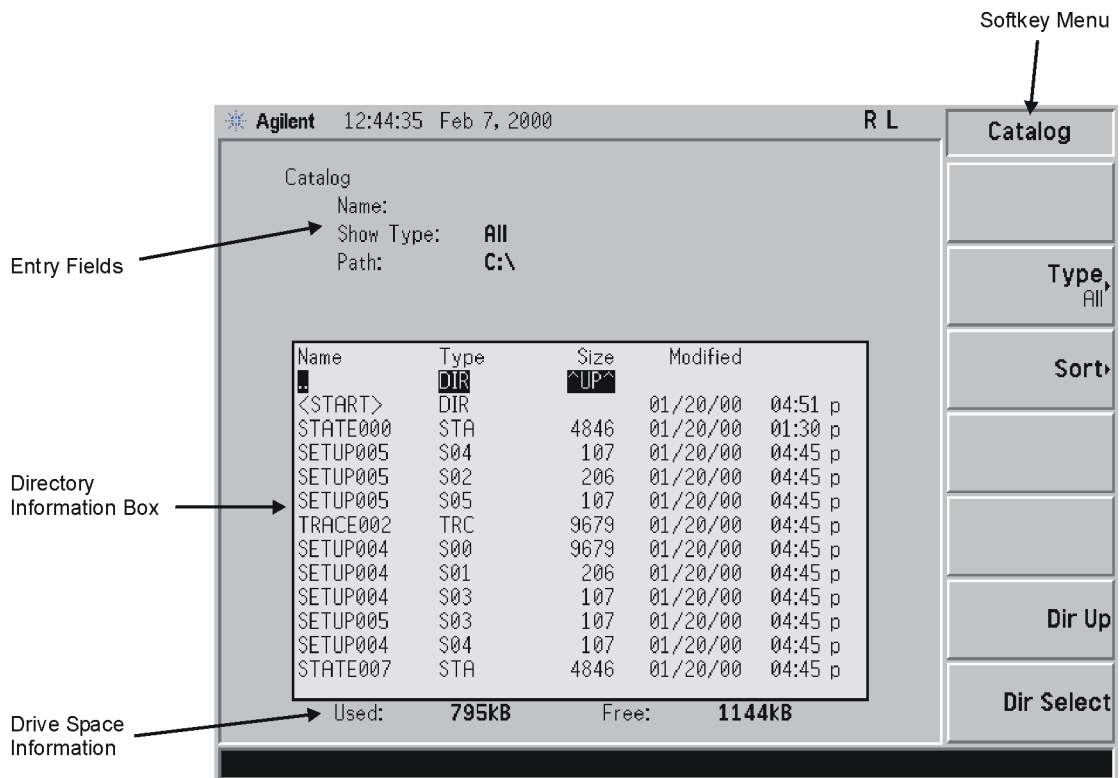 Softkey Menu
Agilent 12:44:35 Feb 7, 2000 R L
Catalog
Catalog
Name:
Show Type: All
Path: C:\
Entry Fields
Type
All
Sort
Name Type Size Modified
.. DIR ^UP^
<START> DIR 01/20/00 04:51 p
STATE000 STA 4846 01/20/00 01:30 p
SETUP005 S04 107 01/20/00 04:45 p
SETUP005 S02 206 01/20/00 04:45 p
SETUP005 S05 107 01/20/00 04:45 p
TRACE002 TRC 9679 01/20/00 04:45 p
SETUP004 S00 9679 01/20/00 04:45 p
SETUP004 S01 206 01/20/00 04:45 p
SETUP004 S03 107 01/20/00 04:45 p
SETUP005 S03 107 01/20/00 04:45 p
SETUP004 S04 107 01/20/00 04:45 p
STATE007 STA 4846 01/20/00 04:45 p
Directory
Information Box
Dir Up
Dir Select
Used: 795kB Free: 1144kB
Drive Space
Information